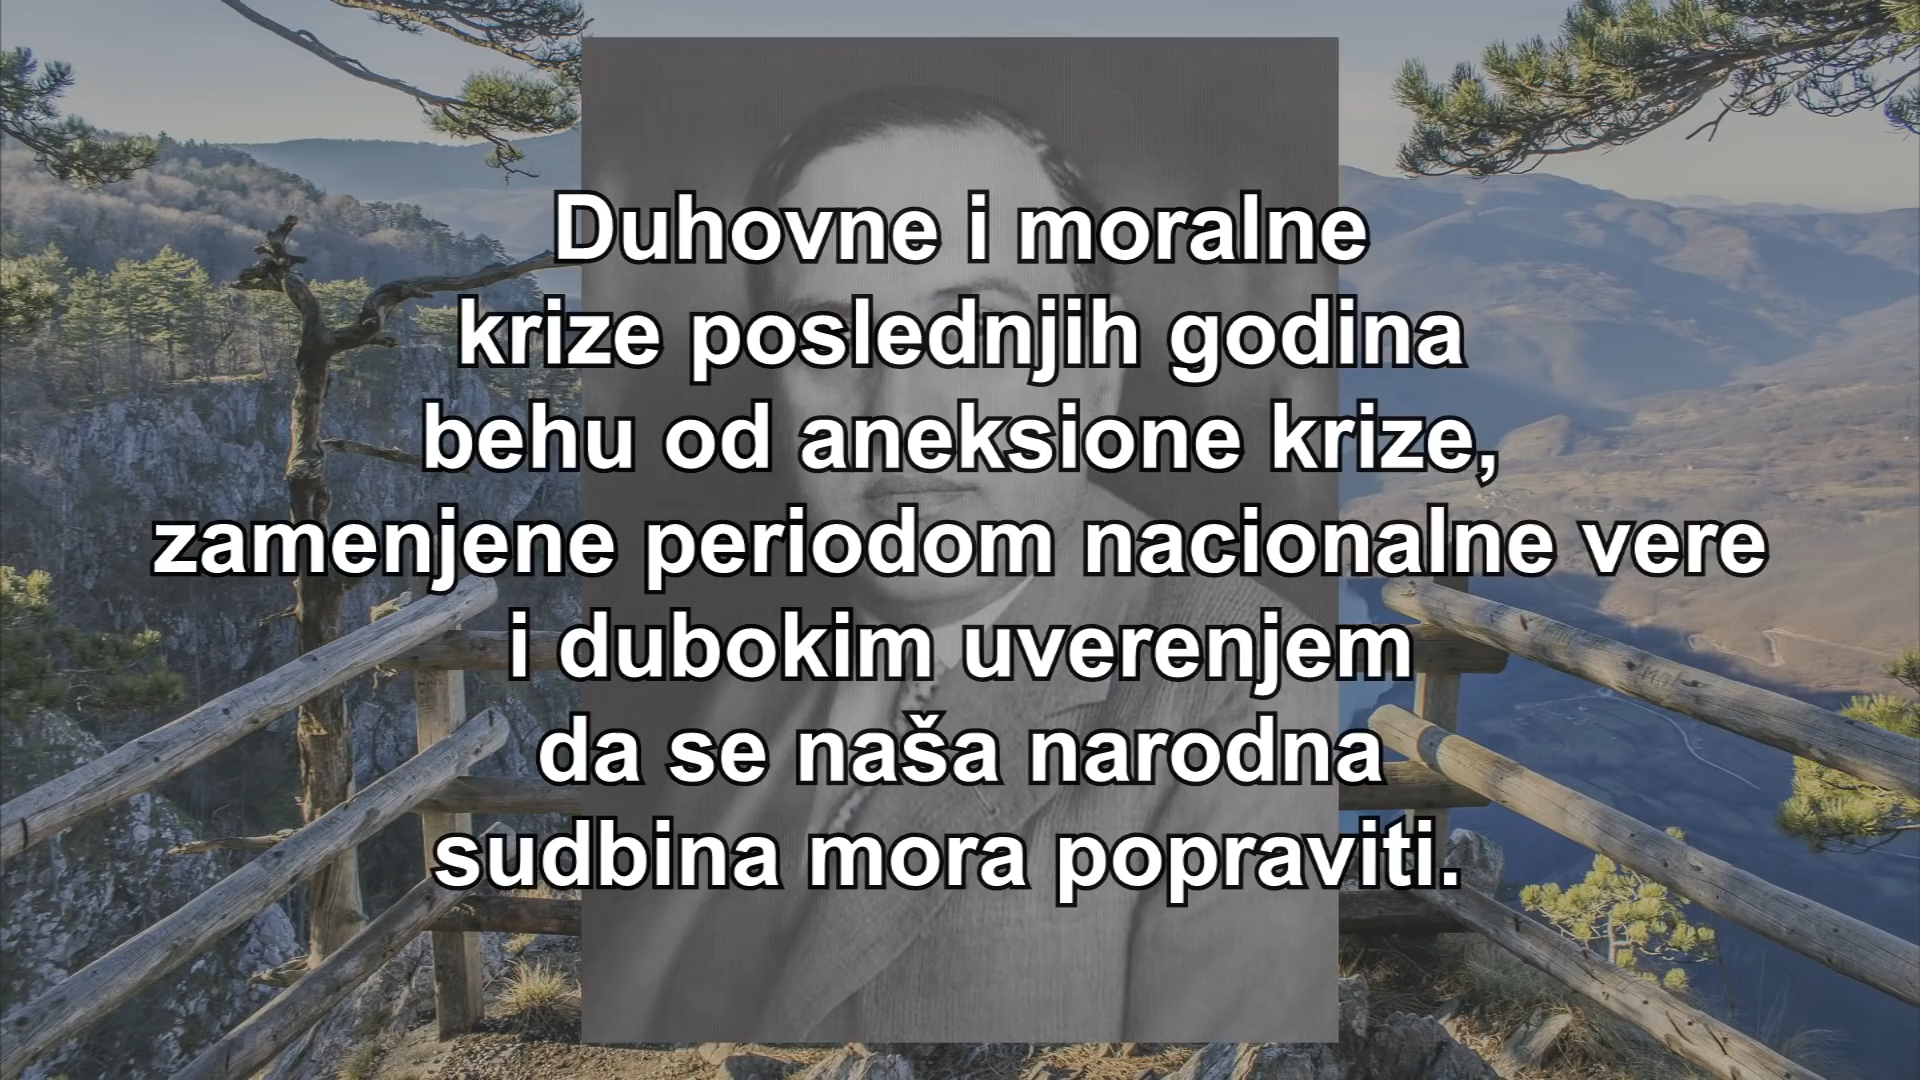 Duhovne i moralne
krize poslednjih godina
behu od aneksione krize,
zamenjene periodom nacionalne vere
i dubokim uverenjem
da se naša narodna
sudbina mora popraviti.